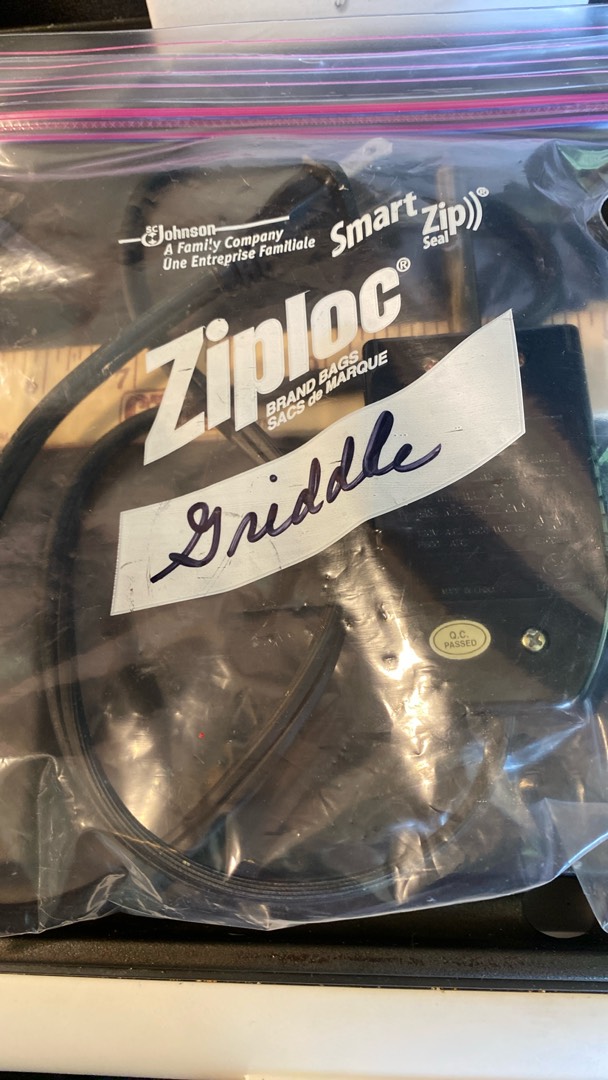 SC Johnson
A Family Company
Une Entreprise Familiale
Smart Zip®
Seal
Ziploc®
BRAND BAGS
SACS de MARQUE
Griddle
Q.C.
PASSED